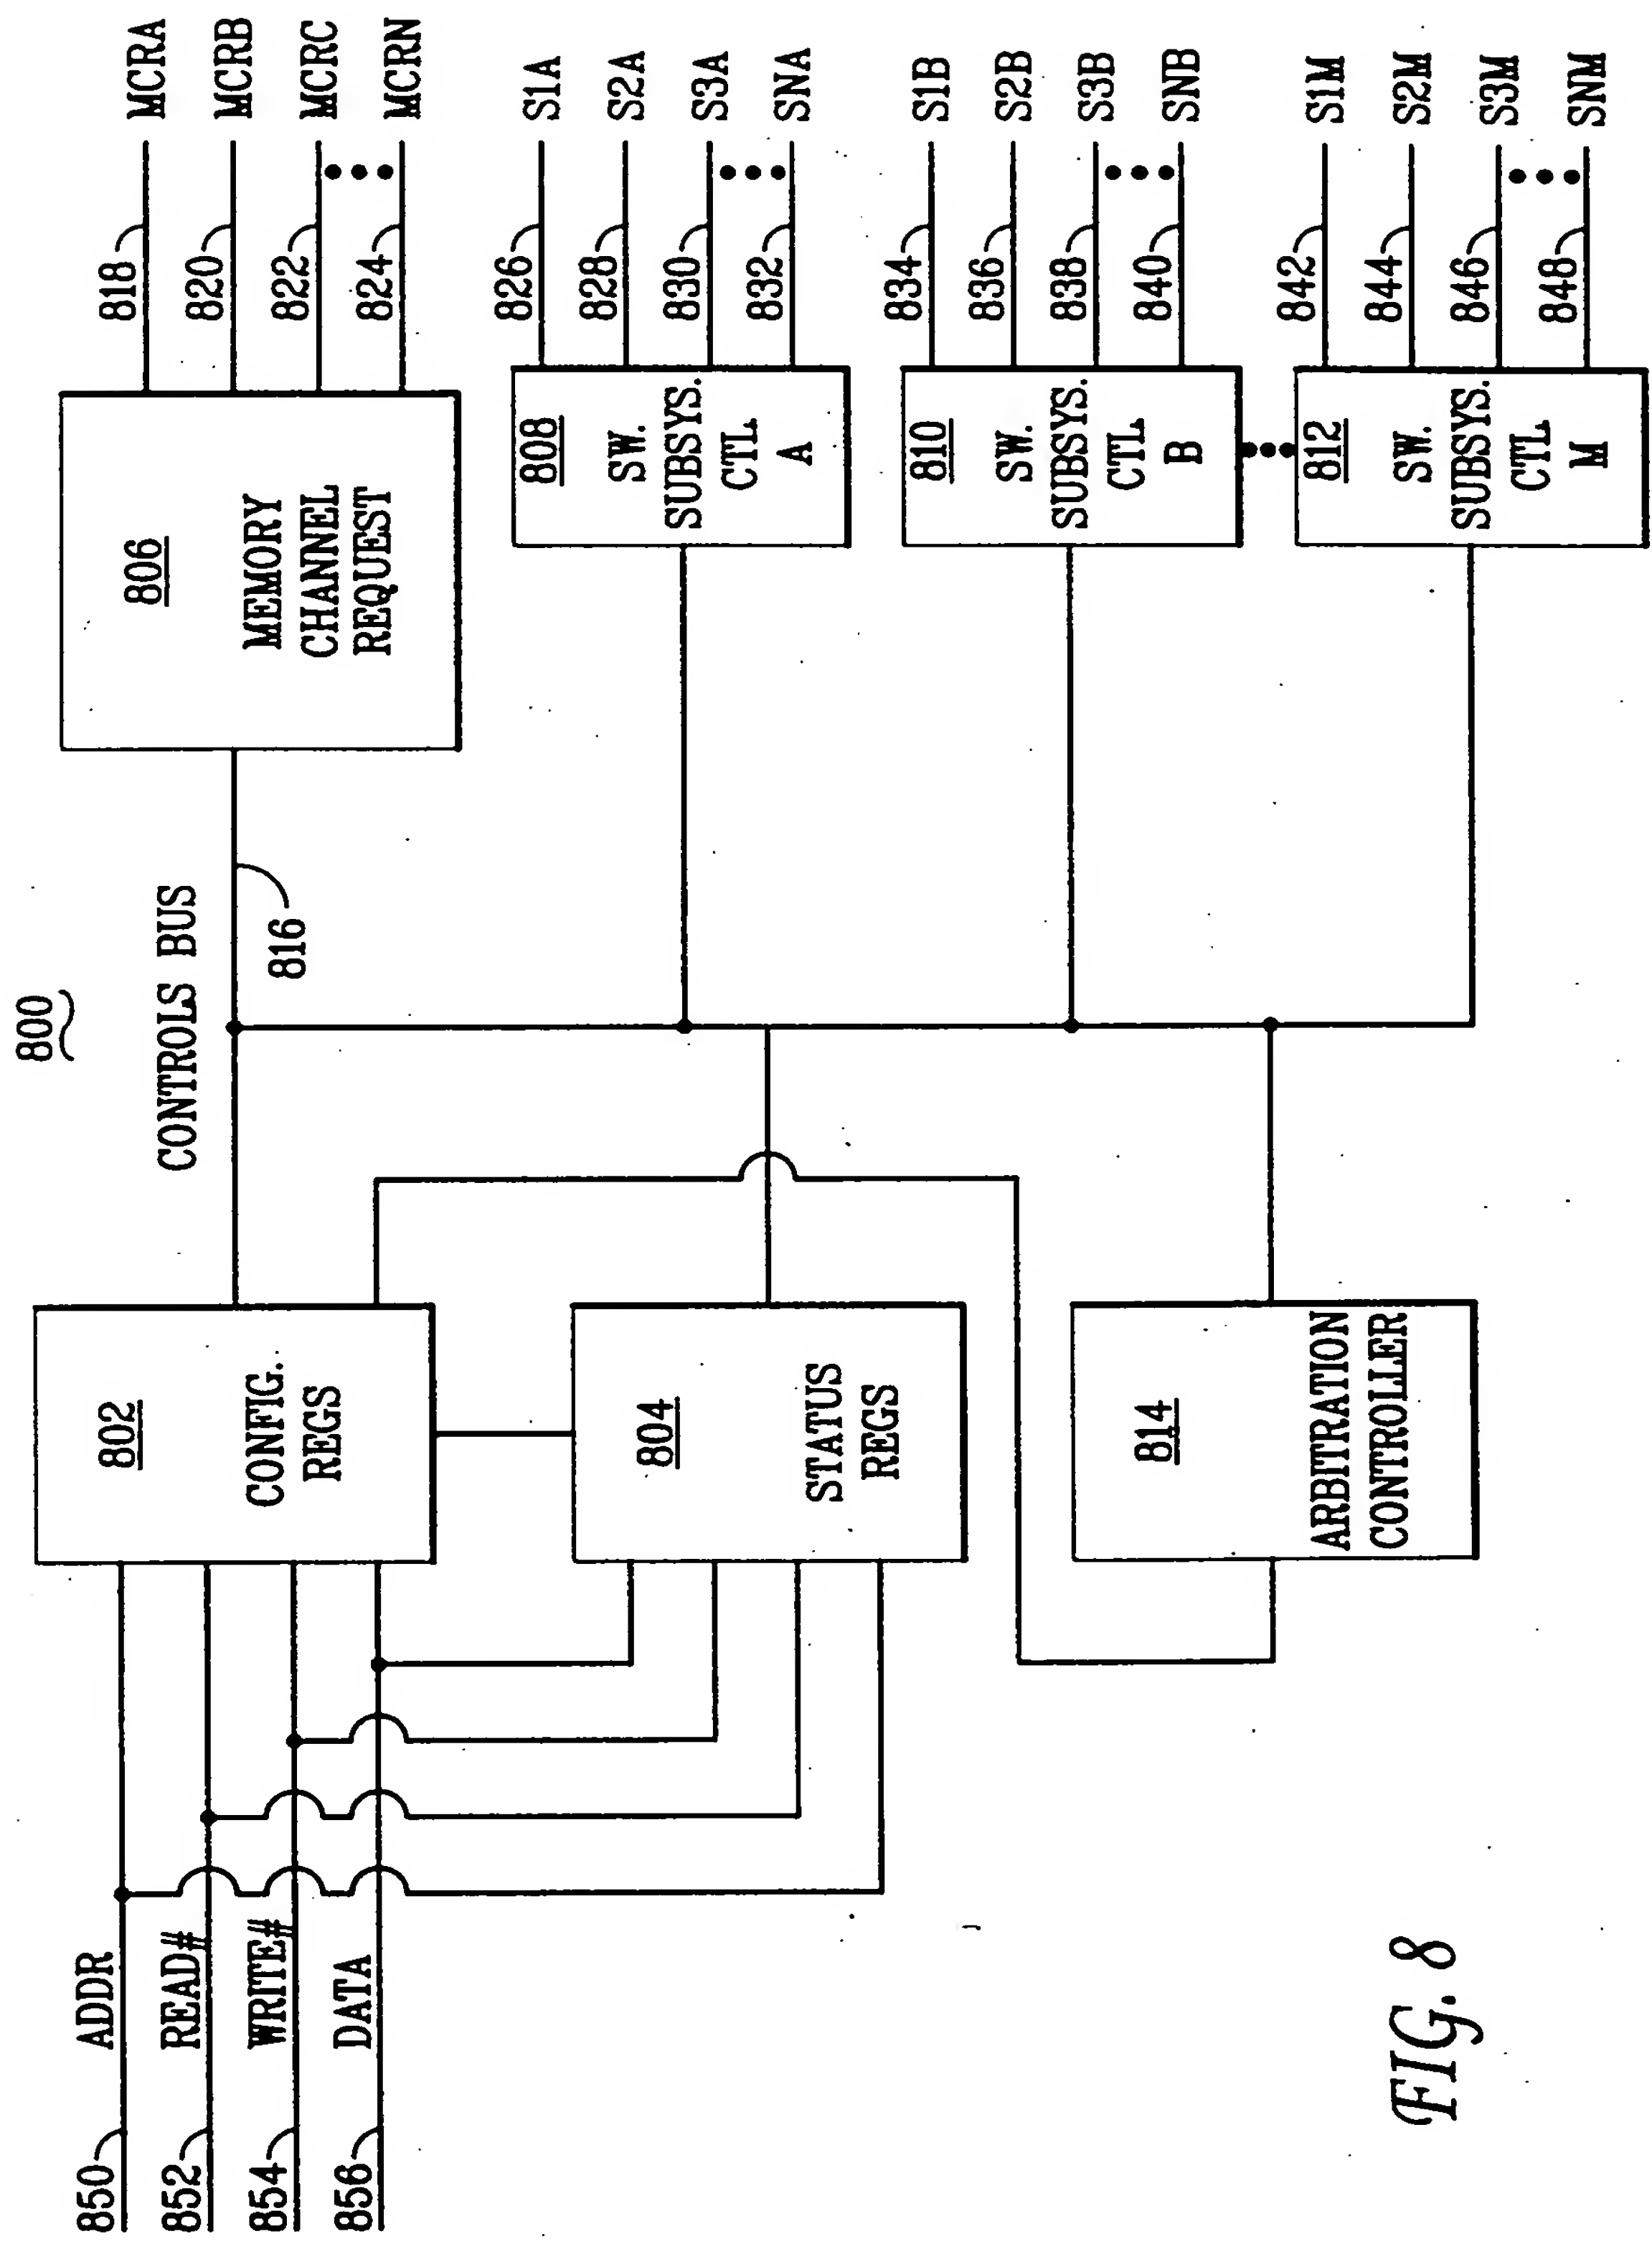 800
ADDR
850
READ#
852
WRITE#
854
DATA
856
802
CONFIG.
REGS
804
STATUS
REGS
814
ARBITRATION
CONTROLLER
CONTROLS BUS
816
806
MEMORY
CHANNEL
REQUEST
818
MCRA
820
MCRB
822
MCRC
824
MCRN
808
SW.
SUBSYS.
CTL
A
826
S1A
828
S2A
830
S3A
832
SNA
810
SW.
SUBSYS.
CTL
B
834
S1B
836
S2B
838
S3B
840
SNB
812
SW.
SUBSYS.
CTL
M
842
S1M
844
S2M
846
S3M
848
SNM
FIG. 8